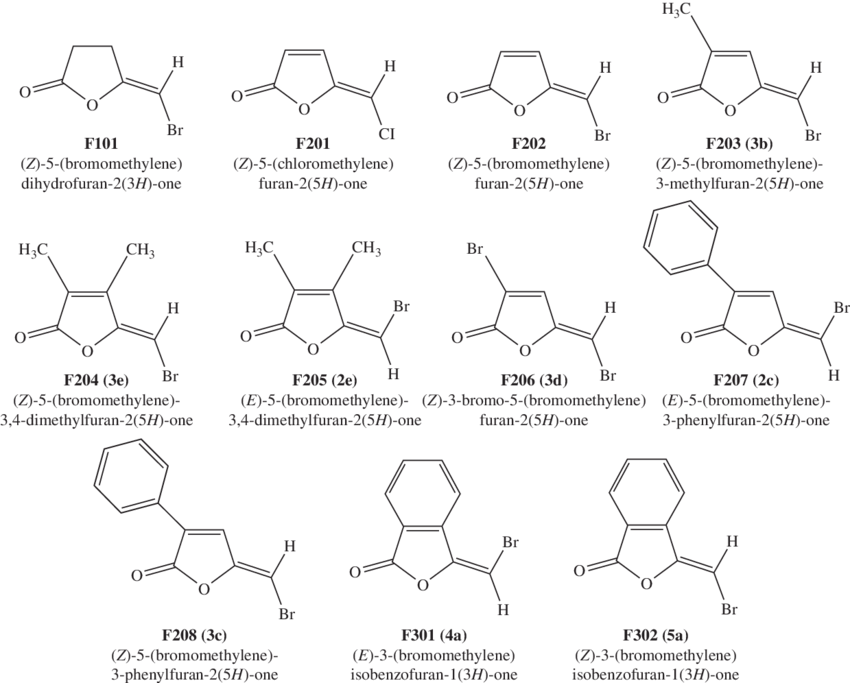 H₃C
H
O
O
Br
F101
(Z)-5-(bromomethylene)
dihydrofuran-2(3H)-one
H
O
O
CI
F201
(Z)-5-(chloromethylene)
furan-2(5H)-one
H
O
O
Br
F202
(Z)-5-(bromomethylene)
furan-2(5H)-one
H
O
O
Br
F203 (3b)
(Z)-5-(bromomethylene)-
3-methylfuran-2(5H)-one
H₃C
CH₃
H
O
O
Br
F204 (3e)
(Z)-5-(bromomethylene)-
3,4-dimethylfuran-2(5H)-one
H₃C
CH₃
Br
O
O
H
F205 (2e)
(E)-5-(bromomethylene)-
3,4-dimethylfuran-2(5H)-one
Br
H
O
O
Br
F206 (3d)
(Z)-3-bromo-5-(bromomethylene)
furan-2(5H)-one
Br
O
O
H
F207 (2c)
(E)-5-(bromomethylene)-
3-phenylfuran-2(5H)-one
H
O
O
Br
F208 (3c)
(Z)-5-(bromomethylene)-
3-phenylfuran-2(5H)-one
Br
O
O
H
F301 (4a)
(E)-3-(bromomethylene)
isobenzofuran-1(3H)-one
H
O
O
Br
F302 (5a)
(Z)-3-(bromomethylene)
isobenzofuran-1(3H)-one